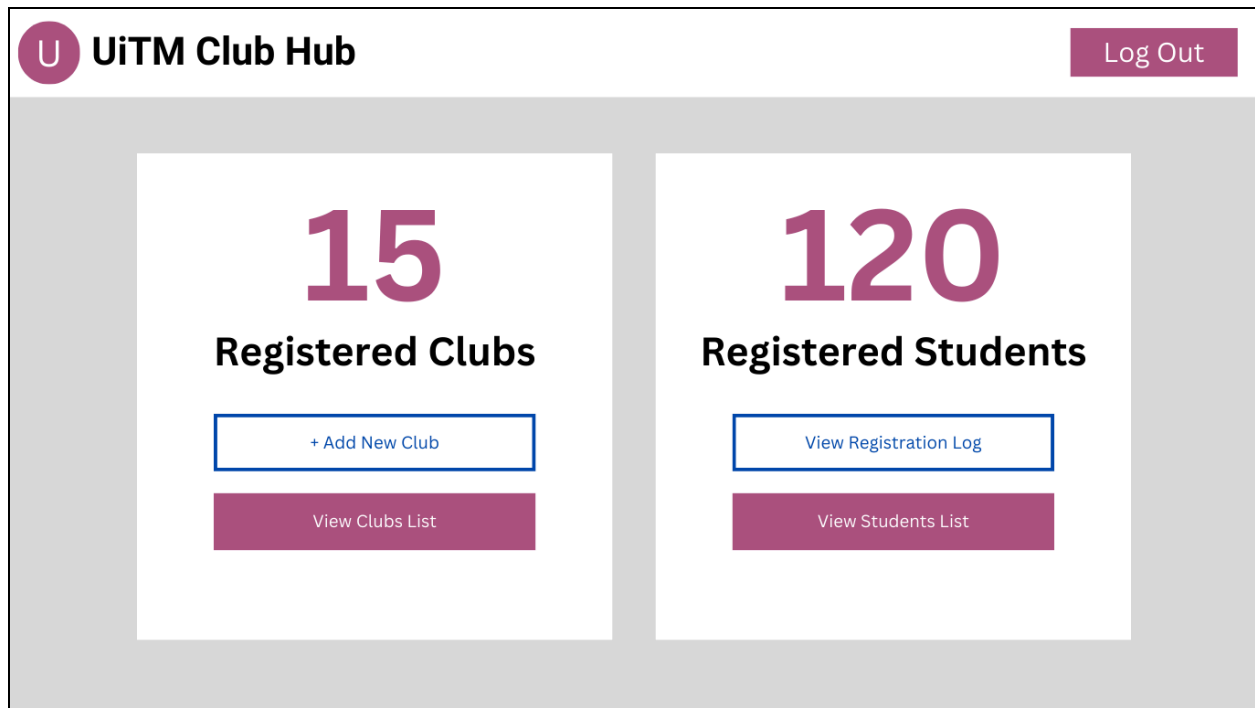 U
UiTM Club Hub
Log Out
15
Registered Clubs
+ Add New Club
View Clubs List
120
Registered Students
View Registration Log
View Students List